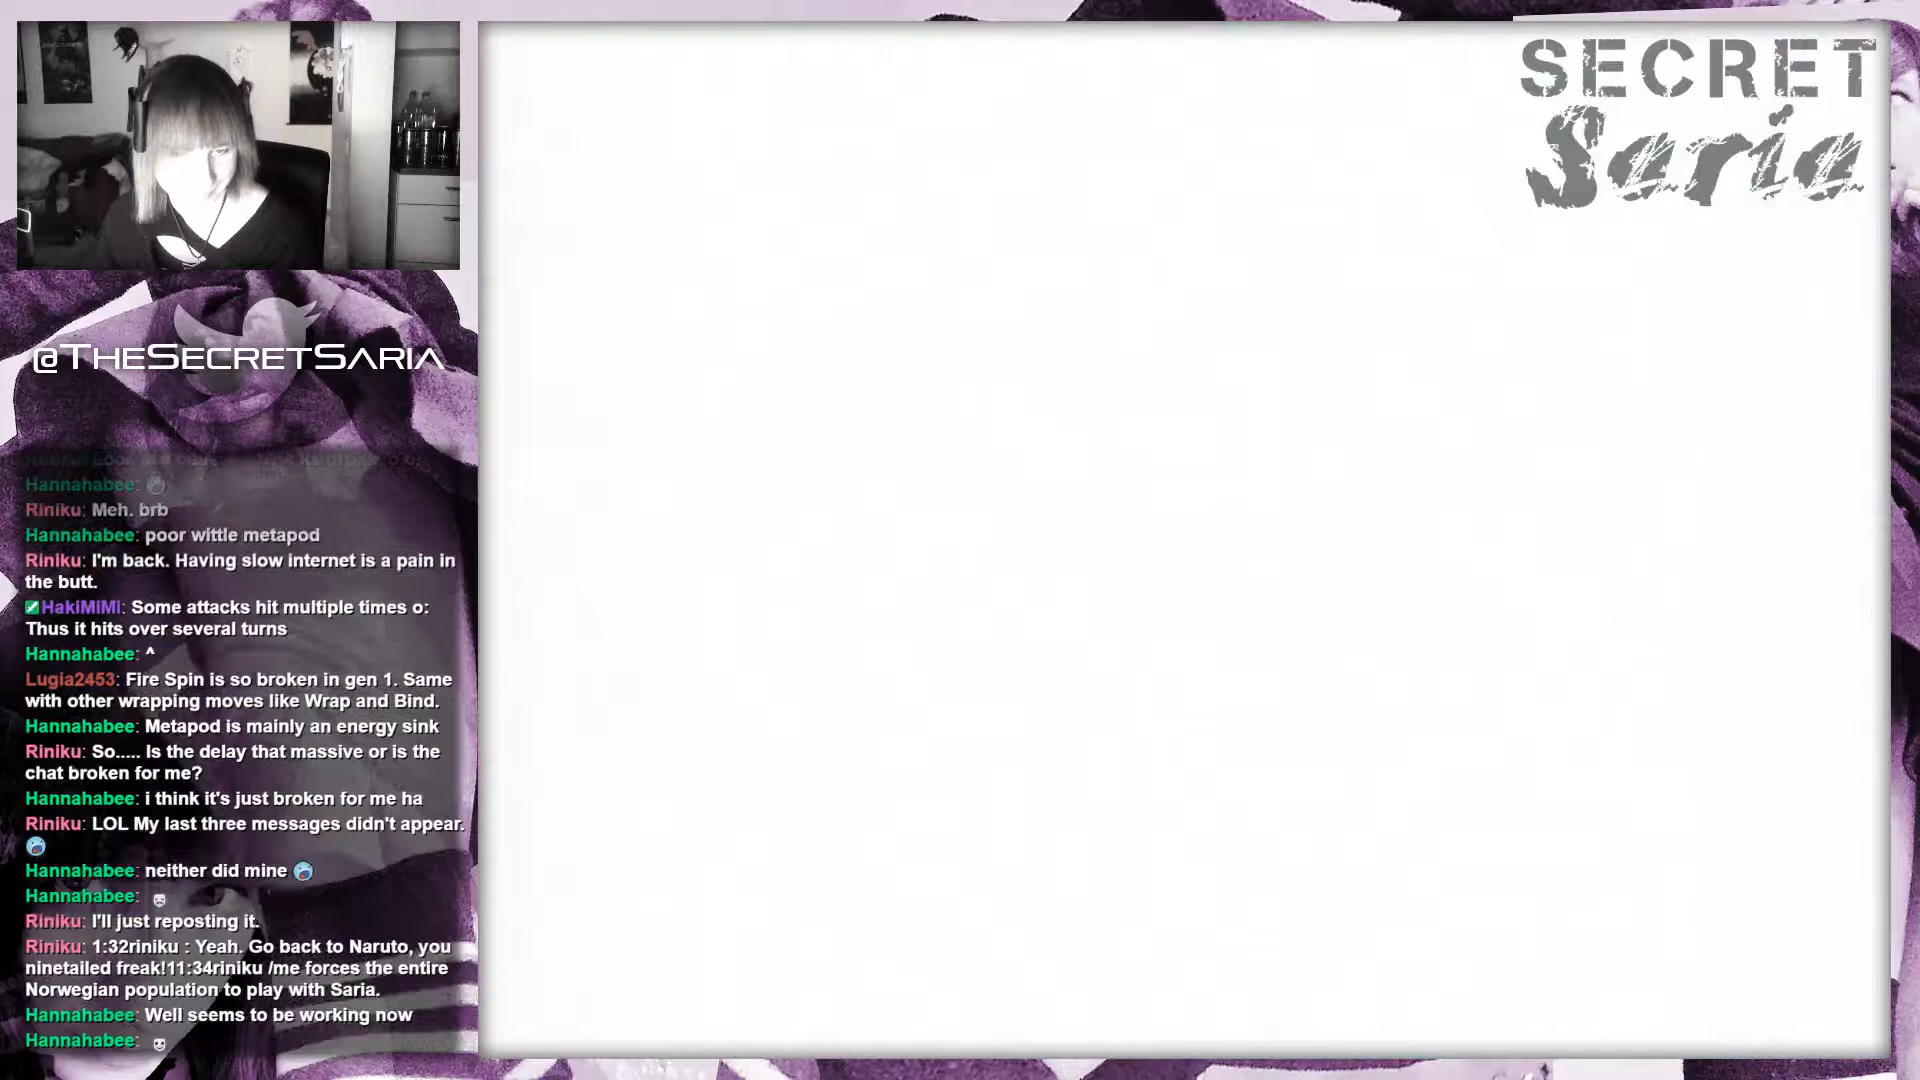 SECRET
Saria
@THESECRETSARIA
Hannahabee:
Riniku: Meh. brb
Hannahabee: poor wittle metapod
Riniku: I'm back. Having slow internet is a pain in
the butt.
HakiMiMi: Some attacks hit multiple times o:
Thus it hits over several turns
Hannahabee: ^
Lugia2453: Fire Spin is so broken in gen 1. Same
with other wrapping moves like Wrap and Bind.
Hannahabee: Metapod is mainly an energy sink
Riniku: So..... Is the delay that massive or is the
chat broken for me?
Hannahabee: i think it's just broken for me ha
Riniku: LOL My last three messages didn't appear.
Hannahabee: neither did mine
Hannahabee:
Riniku: I'll just reposting it.
Riniku: 1:32riniku : Yeah. Go back to Naruto, you
ninetailed freak!11:34riniku /me forces the entire
Norwegian population to play with Saria.
Hannahabee: Well seems to be working now
Hannahabee: